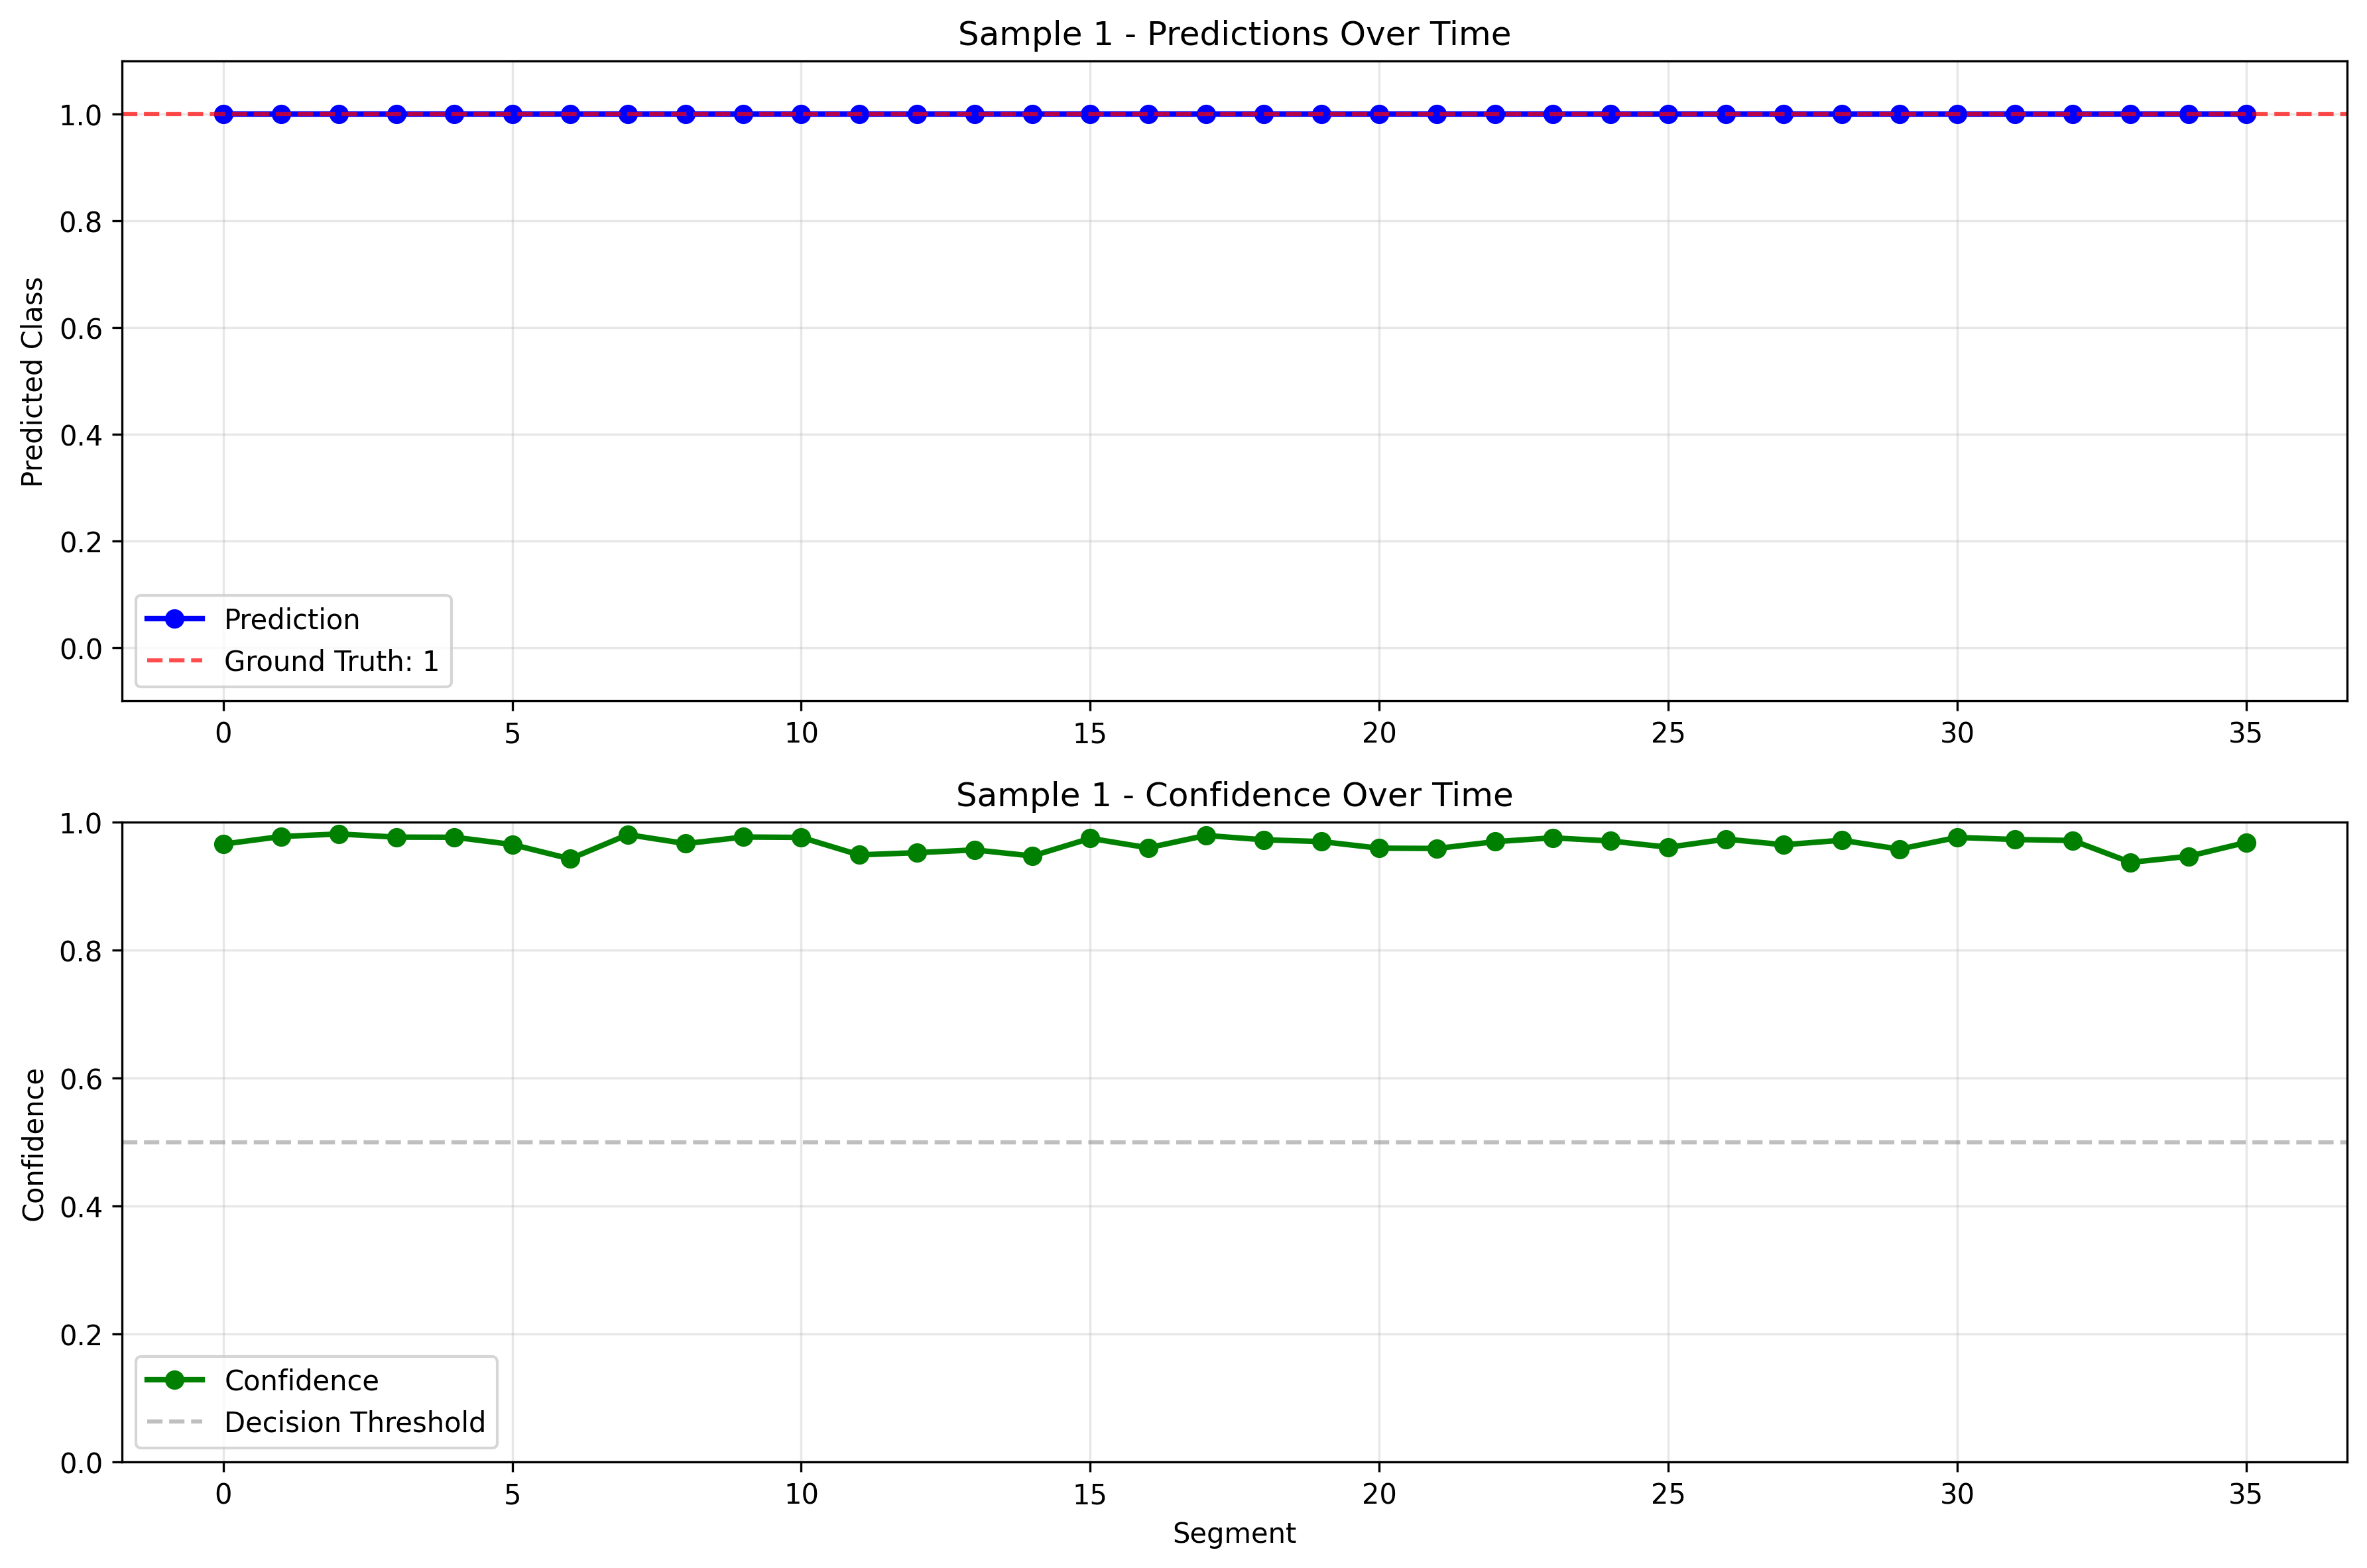 Sample 1 - Predictions Over Time
Predicted Class
1.0
0.8
0.6
0.4
0.2
0.0
Prediction
Ground Truth: 1
0 5 10 15 20 25 30 35
Sample 1 - Confidence Over Time
Confidence
1.0
0.8
0.6
0.4
0.2
0.0
Confidence
Decision Threshold
0 5 10 15 20 25 30 35
Segment